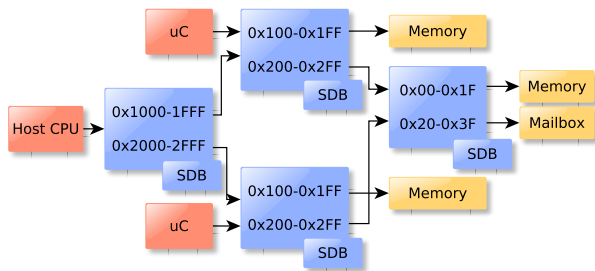 uC
0x100-0x1FF
0x200-0x2FF
SDB
Memory
Host CPU
0x1000-1FFF
0x2000-2FFF
SDB
0x00-0x1F
0x20-0x3F
SDB
Memory
Mailbox
uC
0x100-0x1FF
0x200-0x2FF
SDB
Memory